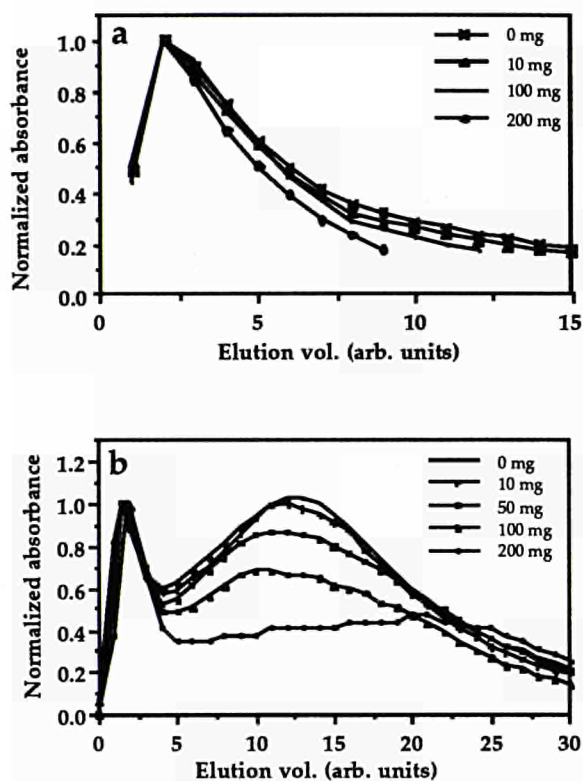 a
Normalized absorbance
1.0
0.8
0.6
0.4
0.2
0.0
0 mg
10 mg
100 mg
200 mg
0
5
10
15
Elution vol. (arb. units)
b
Normalized absorbance
1.2
1.0
0.8
0.6
0.4
0.2
0.0
0 mg
10 mg
50 mg
100 mg
200 mg
0
5
10
15
20
25
30
Elution vol. (arb. units)